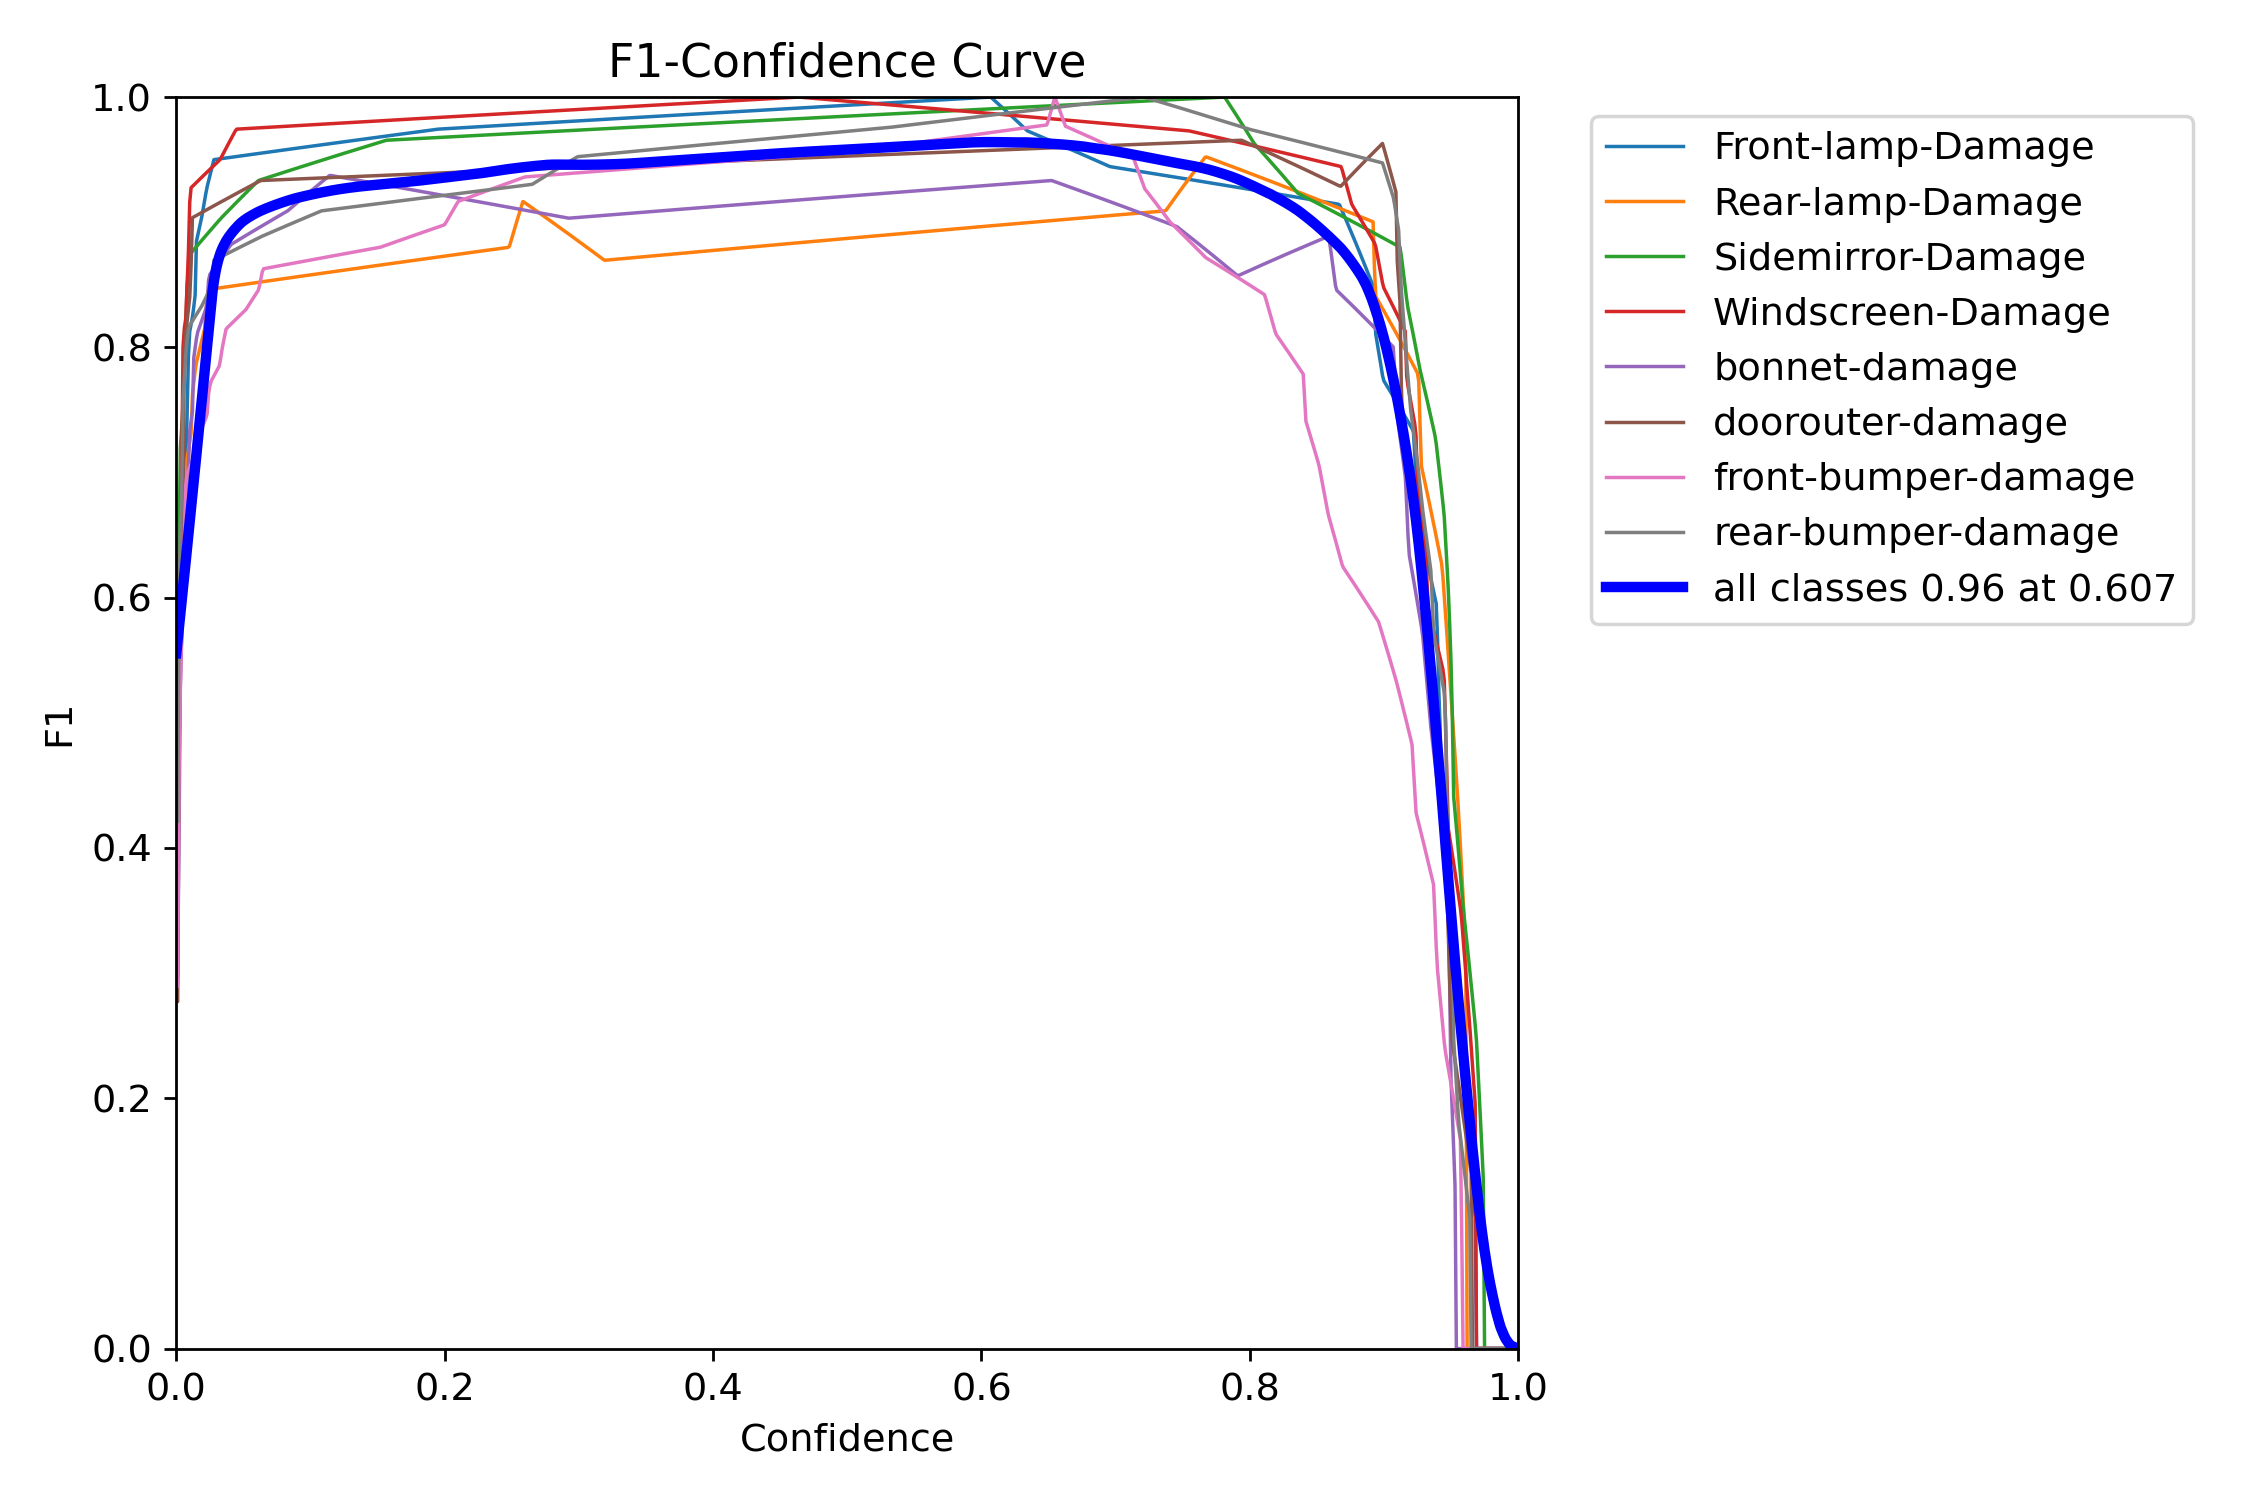 F1-Confidence Curve
1.0
0.8
0.6
0.4
0.2
0.0
F1
0.0 0.2 0.4 0.6 0.8 1.0
Confidence
Front-lamp-Damage
Rear-lamp-Damage
Sidemirror-Damage
Windscreen-Damage
bonnet-damage
doorouter-damage
front-bumper-damage
rear-bumper-damage
all classes 0.96 at 0.607